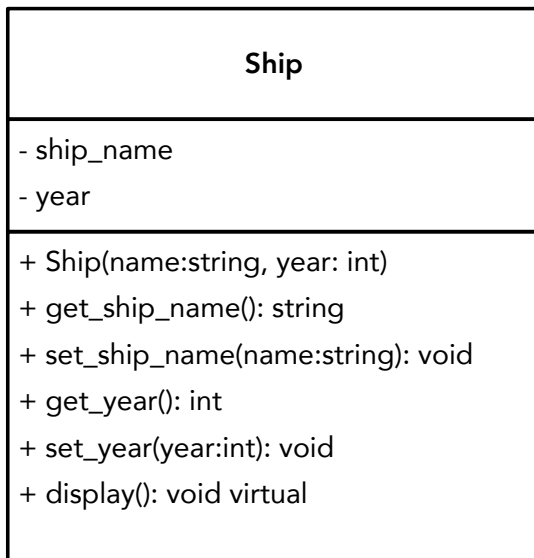 Ship
- ship_name
- year
+ Ship(name:string, year: int)
+ get_ship_name(): string
+ set_ship_name(name:string): void
+ get_year(): int
+ set_year(year:int): void
+ display(): void virtual